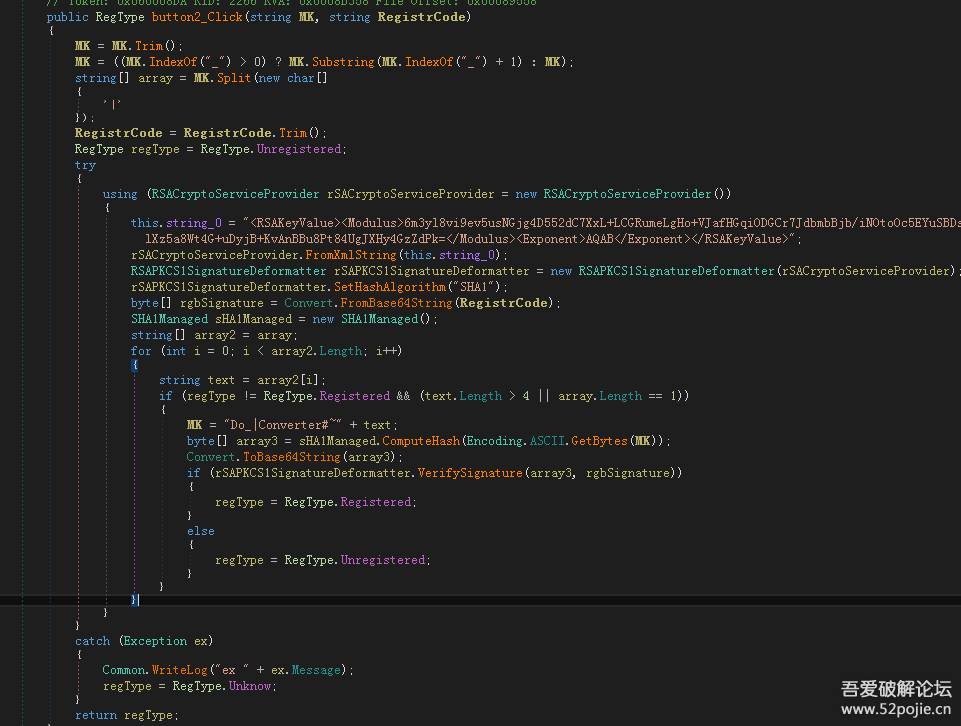 // Token: 0x060008DA RID: 2266 RVA: 0x0008B358 File Offset: 0x00089558
public RegType button2_Click(string MK, string RegistrCode)
{
MK = MK.Trim();
MK = ((MK.IndexOf("_") > 0) ? MK.Substring(MK.IndexOf("_") + 1) : MK);
string[] array = MK.Split(new char[]
{
'|'
});
RegistrCode = RegistrCode.Trim();
RegType regType = RegType.Unregistered;
try
{
using (RSACryptoServiceProvider rSACryptoServiceProvider = new RSACryptoServiceProvider())
{
this.string_0 = "<RSAKeyValue><Modulus>6m3yl8vi9ev5usNGjg4D552dC7XxL+LCGRumeLgHo+VJafHGqiODGCr7JdbmbBjb/iNOtoOc5EYuSBDs
lXz5a8Wt4G+uDyjB+KvAnBBu8Pt84UgJXHy4GzZdPk=</Modulus><Exponent>AQAB</Exponent></RSAKeyValue>";
rSACryptoServiceProvider.FromXmlString(this.string_0);
RSAPKCS1SignatureDeformatter rSAPKCS1SignatureDeformatter = new RSAPKCS1SignatureDeformatter(rSACryptoServiceProvider);
rSAPKCS1SignatureDeformatter.SetHashAlgorithm("SHA1");
byte[] rgbSignature = Convert.FromBase64String(RegistrCode);
SHA1Managed sHA1Managed = new SHA1Managed();
string[] array2 = array;
for (int i = 0; i < array2.Length; i++)
{
string text = array2[i];
if (regType != RegType.Registered && (text.Length > 4 || array.Length == 1))
{
MK = "Do_|Converter#~" + text;
byte[] array3 = sHA1Managed.ComputeHash(Encoding.ASCII.GetBytes(MK));
Convert.ToBase64String(array3);
if (rSAPKCS1SignatureDeformatter.VerifySignature(array3, rgbSignature))
{
regType = RegType.Registered;
}
else
{
regType = RegType.Unregistered;
}
}
}
}
}
catch (Exception ex)
{
Common.WriteLog("ex " + ex.Message);
regType = RegType.Unknow;
}
return regType;
吾爱破解论坛
www.52pojie.cn